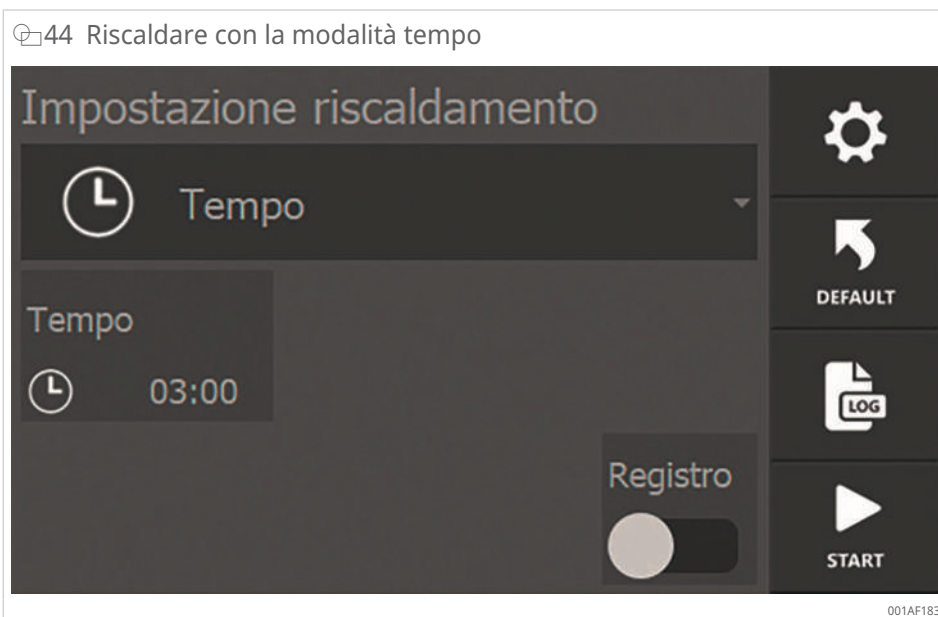 44 Riscaldare con la modalità tempo
Impostazione riscaldamento
Tempo
DEFAULT
Tempo
03:00
LOG
Registro
START
001AF183